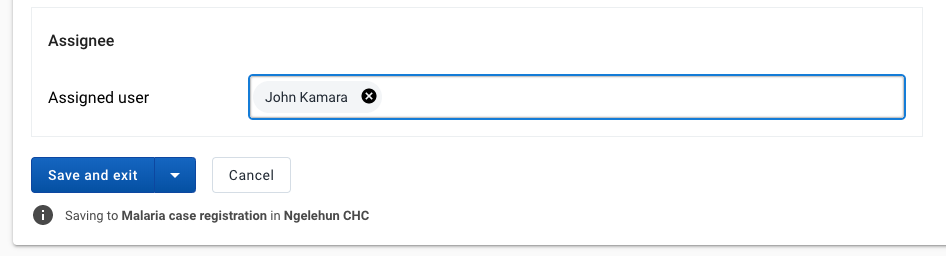 Assignee
Assigned user
John Kamara
Save and exit
Cancel
Saving to Malaria case registration in Ngelehun CHC